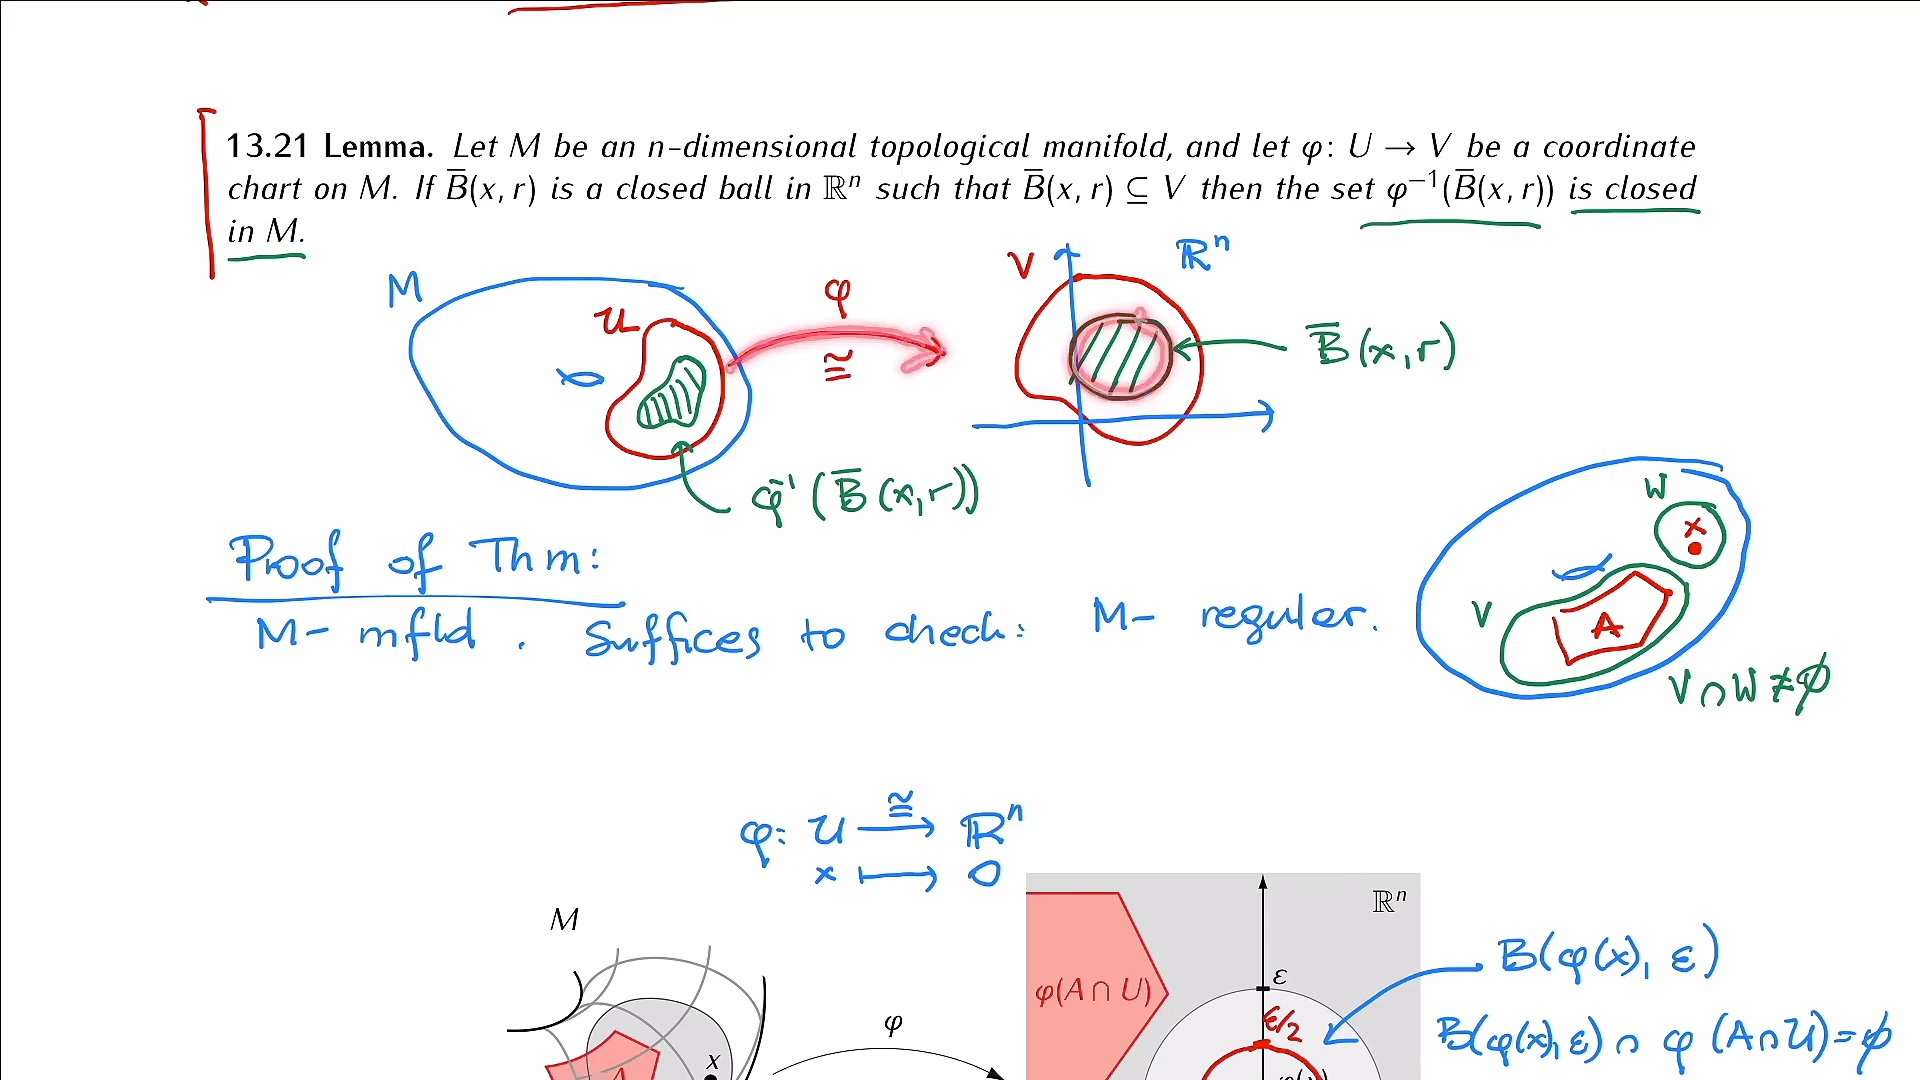 13.21 Lemma. Let M be an n-dimensional topological manifold, and let φ: U → V be a coordinate
chart on M. If B̅(x, r) is a closed ball in ℝⁿ such that B̅(x, r) ⊆ V then the set φ⁻¹(B̅(x, r)) is closed
in M.
M
U
φ
≅
V
ℝⁿ
B̅(x,r)
φ⁻¹(B̅(x,r))
W
x
V
A
V∩W≠∅
Proof of Thm:
M- mfld. Suffices to check: M- regular.
φ: U ≅→ ℝⁿ
x ↦ 0
M
A
x
φ
ℝⁿ
φ(A∩U)
ε
ε/2
φ(x)
B(φ(x), ε)
B(φ(x), ε) ∩ φ(A∩U)=∅